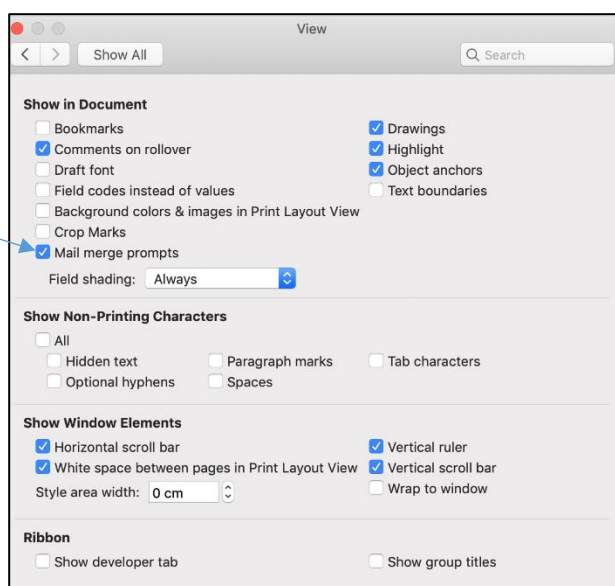 View
Show All
Search
Show in Document
Bookmarks
Drawings
Comments on rollover
Highlight
Draft font
Object anchors
Field codes instead of values
Text boundaries
Background colors & images in Print Layout View
Crop Marks
Mail merge prompts
Field shading: Always
Show Non-Printing Characters
All
Hidden text
Paragraph marks
Tab characters
Optional hyphens
Spaces
Show Window Elements
Horizontal scroll bar
Vertical ruler
White space between pages in Print Layout View
Vertical scroll bar
Style area width: 0 cm
Wrap to window
Ribbon
Show developer tab
Show group titles